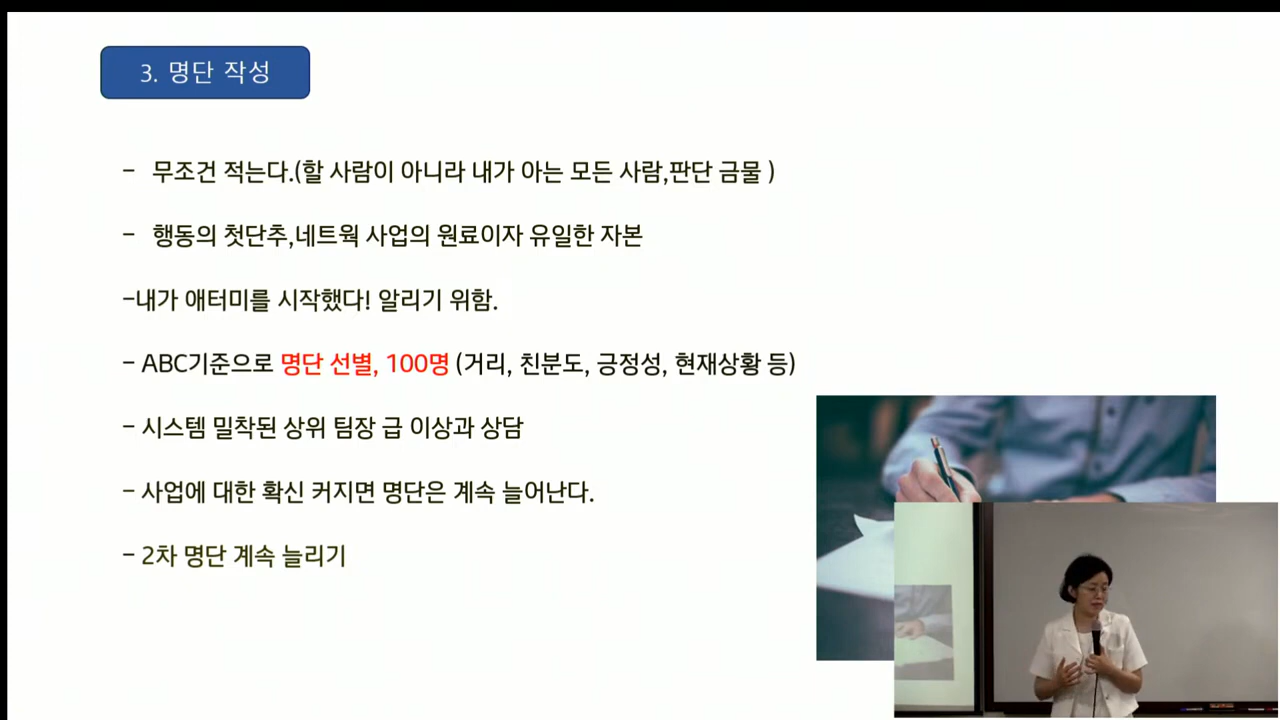 3. 명단 작성
- 무조건 적는다.(할 사람이 아니라 내가 아는 모든 사람,판단 금물 )
- 행동의 첫단추,네트웍 사업의 원료이자 유일한 자본
-내가 애터미를 시작했다! 알리기 위함.
- ABC기준으로 명단 선별, 100명 (거리, 친분도, 긍정성, 현재상황 등)
- 시스템 밀착된 상위 팀장 급 이상과 상담
- 사업에 대한 확신 커지면 명단은 계속 늘어난다.
- 2차 명단 계속 늘리기